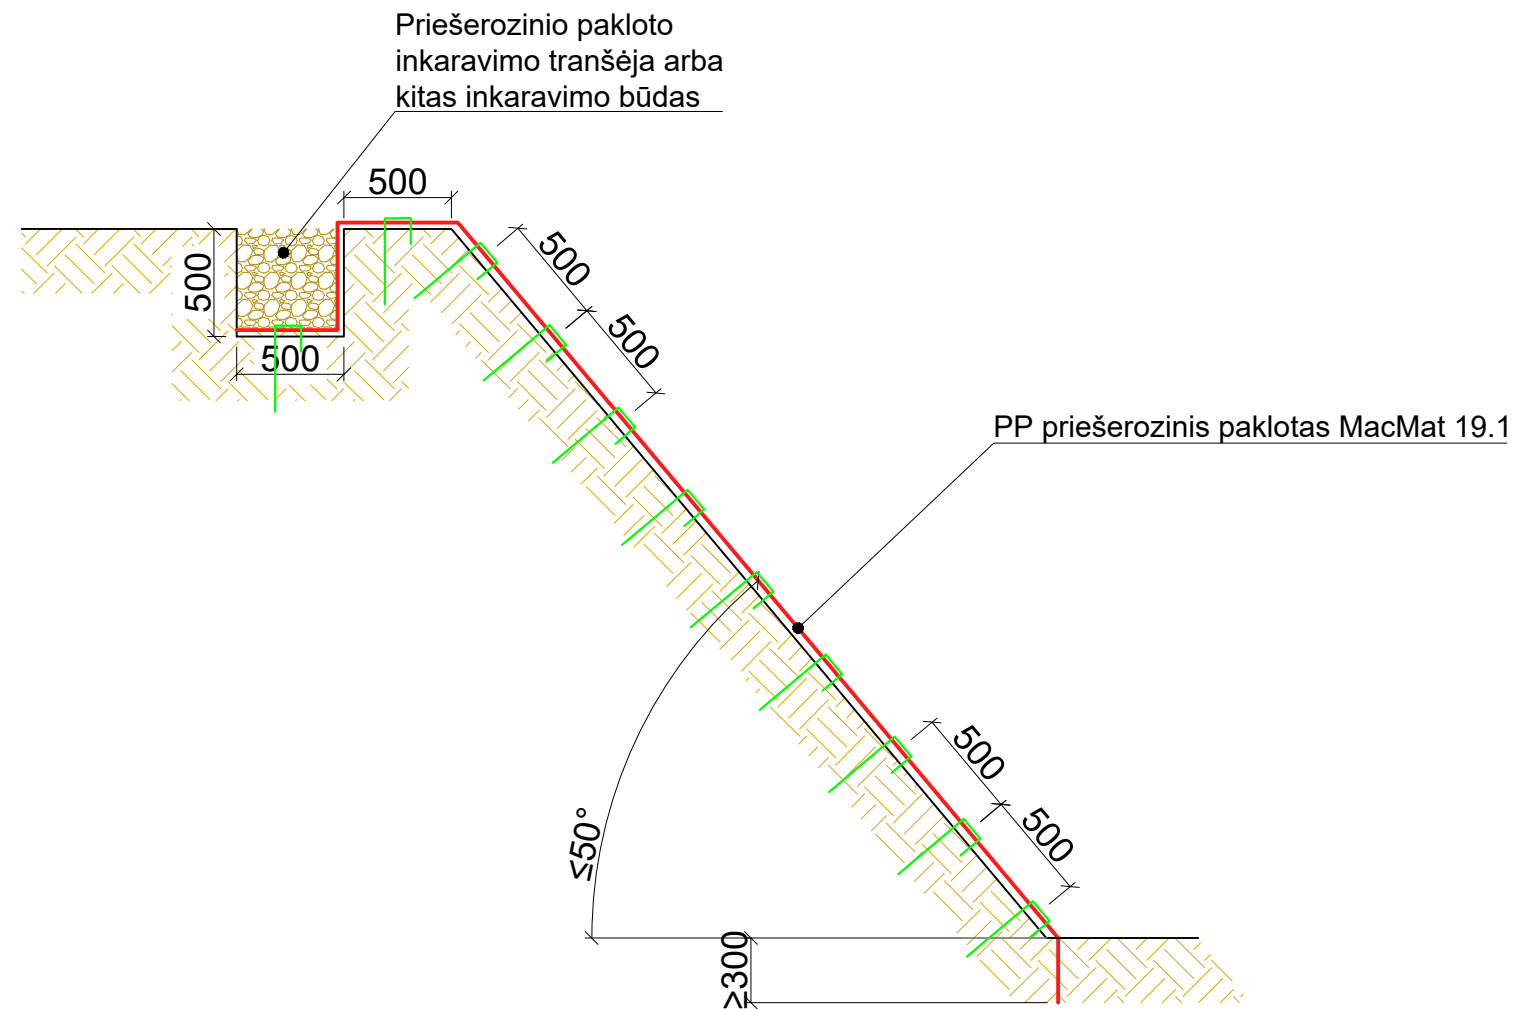 Priešerozinio pakloto
inkaravimo tranšėja arba
kitas inkaravimo būdas
500
500
500
500
500
PP priešerozinis paklotas MacMat 19.1
500
500
≤50°
≥300